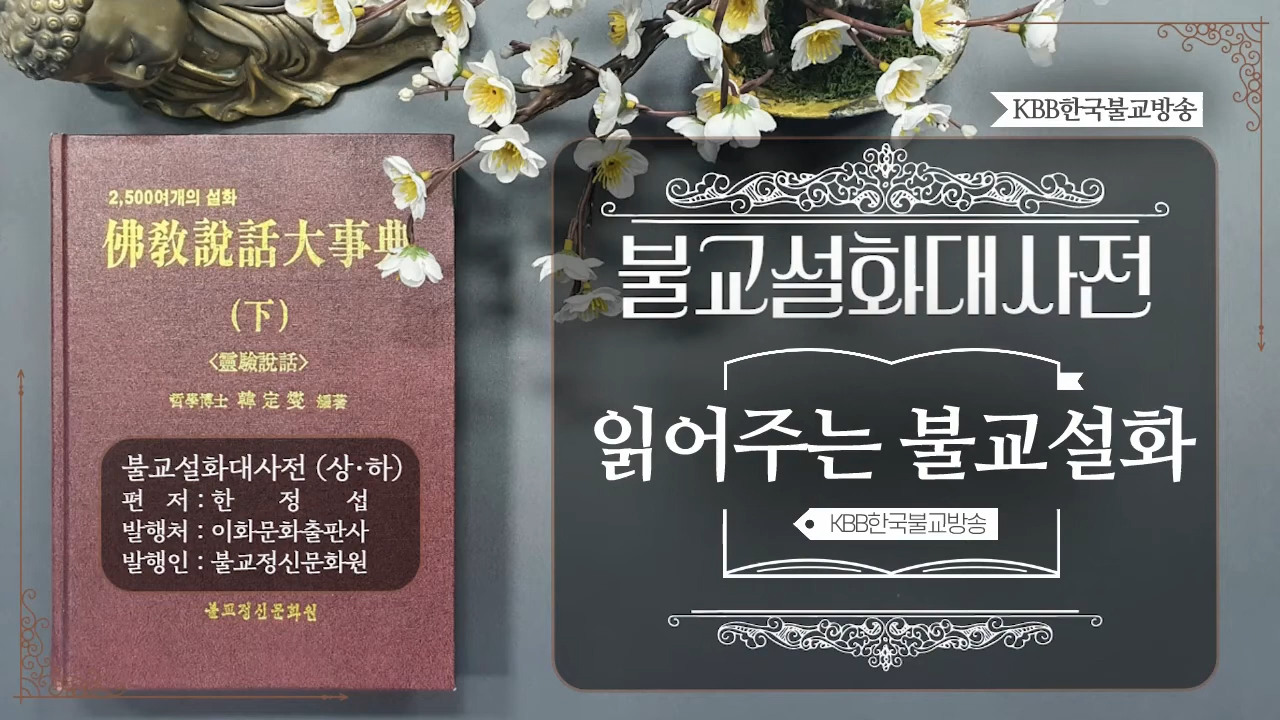 2,500여개의 설화
佛敎說話大事典
(下)
<靈驗說話>
哲學博士 韓定燮 編著
불교설화대사전 (상·하)
편 저 : 한 정 섭
발행처 : 이화문화출판사
발행인 : 불교정신문화원
불교정신문화원
KBB한국불교방송
불교설화대사전
읽어주는 불교설화
KBB한국불교방송